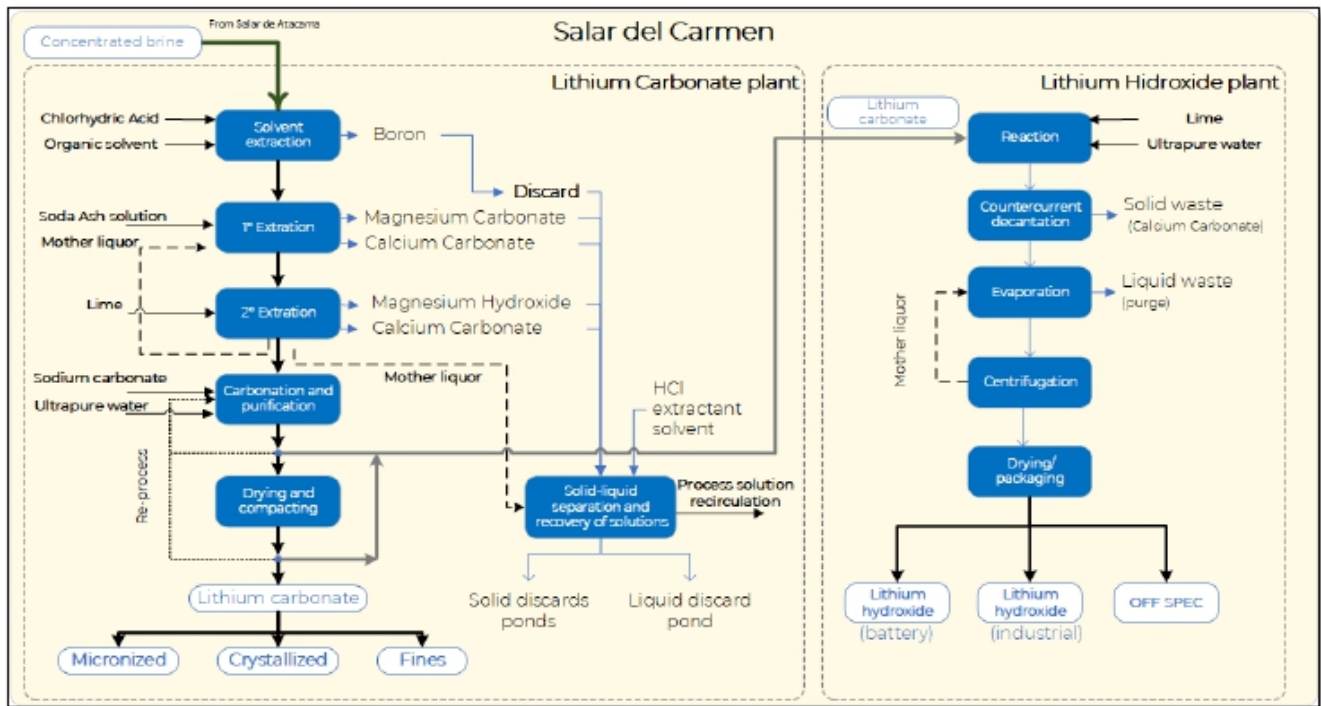 Salar del Carmen
From Salar de Atacama
Concentrated brine
Lithium Carbonate plant
Chlorhydric Acid
Organic solvent
Solvent
extraction
Boron
Discard
Soda Ash solution
Mother liquor
1º Extration
Magnesium Carbonate
Calcium Carbonate
Lime
2º Extration
Magnesium Hydroxide
Calcium Carbonate
Mother liquor
Sodium carbonate
Ultrapure water
Carbonation and
purification
HCl
extractant
solvent
Re-process
Drying and
compacting
Solid-liquid
separation and
recovery of solutions
Process solution
recirculation
Solid discards
ponds
Liquid discard
pond
Lithium carbonate
Micronized
Crystallized
Fines
Lithium Hidroxide plant
Lithium
carbonate
Reaction
Lime
Ultrapure water
Countercurrent
decantation
Solid waste
(Calcium Carbonate)
Evaporation
Liquid waste
(purge)
Mother liquor
Centrifugation
Drying/
packaging
Lithium
hydroxide
(battery)
Lithium
hydroxide
(industrial)
OFF SPEC